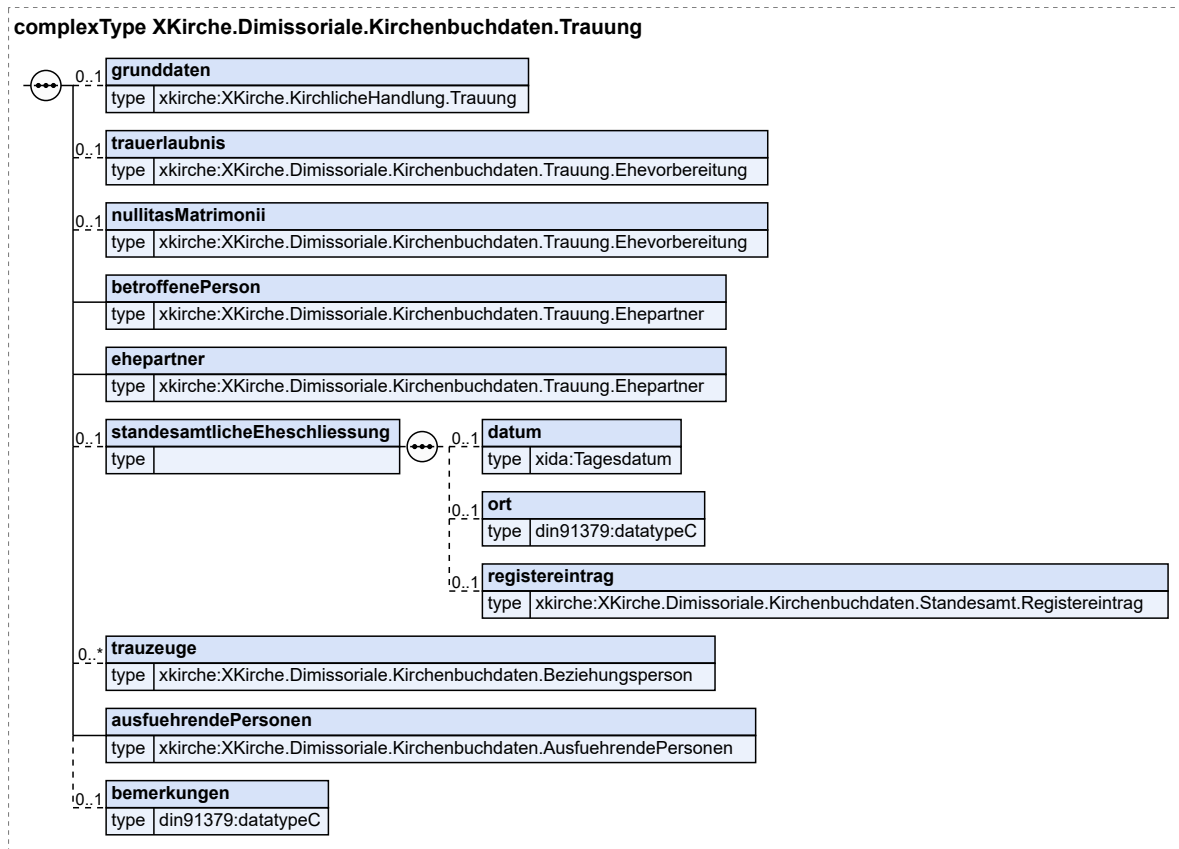 complexType XKirche.Dimissoriale.Kirchenbuchdaten.Trauung
0..1 grunddaten
type xkirche:XKirche.KirchlicheHandlung.Trauung
0..1 trauerlaubnis
type xkirche:XKirche.Dimissoriale.Kirchenbuchdaten.Trauung.Ehevorbereitung
0..1 nullitasMatrimonii
type xkirche:XKirche.Dimissoriale.Kirchenbuchdaten.Trauung.Ehevorbereitung
betroffenePerson
type xkirche:XKirche.Dimissoriale.Kirchenbuchdaten.Trauung.Ehepartner
ehepartner
type xkirche:XKirche.Dimissoriale.Kirchenbuchdaten.Trauung.Ehepartner
0..1 standesamtlicheEheschliessung
type
0..1 datum
type xida:Tagesdatum
0..1 ort
type din91379:datatypeC
0..1 registereintrag
type xkirche:XKirche.Dimissoriale.Kirchenbuchdaten.Standesamt.Registereintrag
0..* trauzeuge
type xkirche:XKirche.Dimissoriale.Kirchenbuchdaten.Beziehungsperson
ausfuehrendePersonen
type xkirche:XKirche.Dimissoriale.Kirchenbuchdaten.AusfuehrendePersonen
0..1 bemerkungen
type din91379:datatypeC